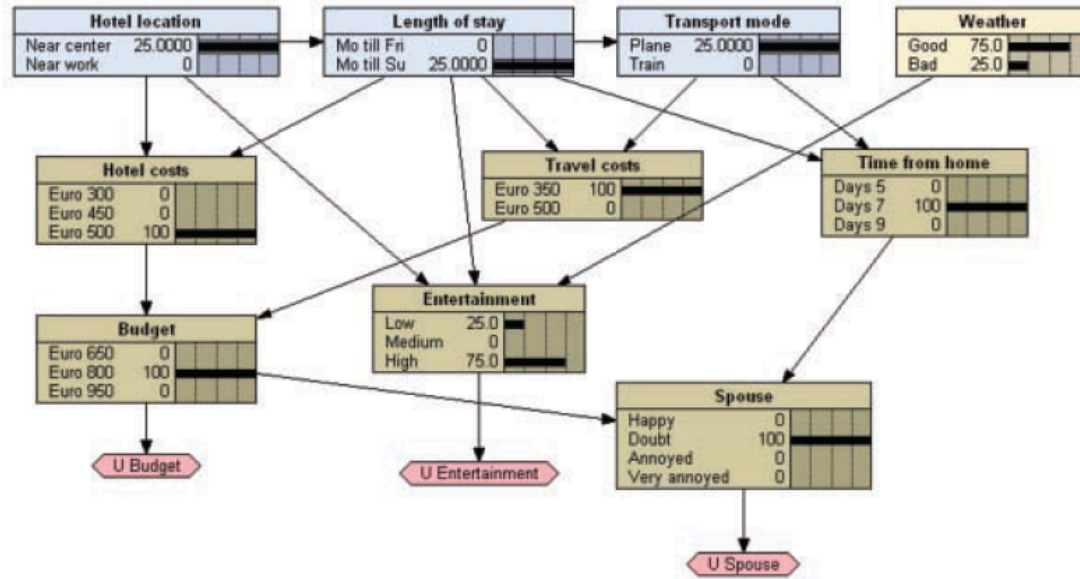 Hotel location
Near center 25.0000
Near work 0
Length of stay
Mo till Fri 0
Mo till Su 25.0000
Transport mode
Plane 25.0000
Train 0
Weather
Good 75.0
Bad 25.0
Hotel costs
Euro 300 0
Euro 450 0
Euro 500 100
Travel costs
Euro 350 100
Euro 500 0
Time from home
Days 5 0
Days 7 100
Days 9 0
Entertainment
Low 25.0
Medium 0
High 75.0
Budget
Euro 650 0
Euro 800 100
Euro 950 0
Spouse
Happy 0
Doubt 100
Annoyed 0
Very annoyed 0
U Budget
U Entertainment
U Spouse